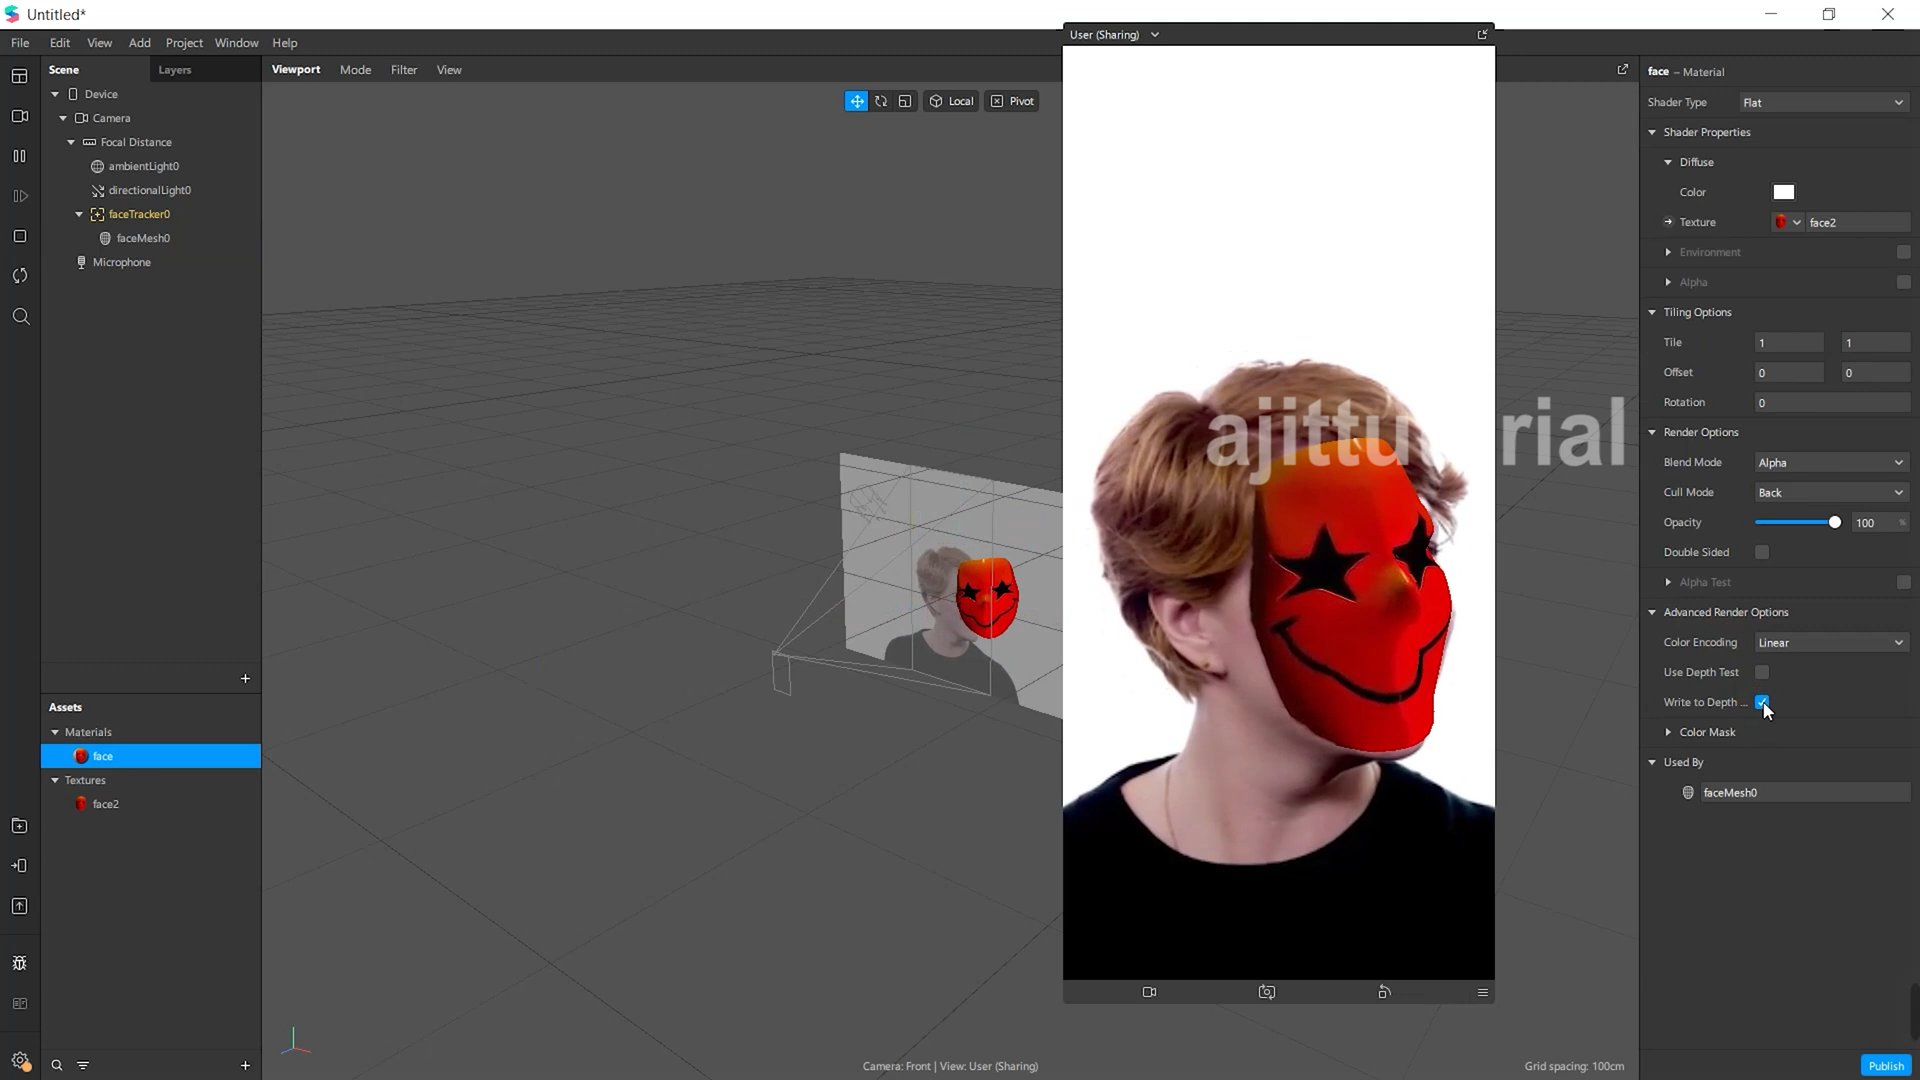 Untitled*
File Edit View Add Project Window Help
Scene Layers
Device
Camera
Focal Distance
ambientLight0
directionalLight0
faceTracker0
faceMesh0
Microphone
Assets
Materials
face
Textures
face2
Viewport Mode Filter View
Local Pivot
Camera: Front | View: User (Sharing)
Grid spacing: 100cm
User (Sharing)
ajittu rial
face – Material
Shader Type Flat
Shader Properties
Diffuse
Color
Texture face2
Environment
Alpha
Tiling Options
Tile 1 1
Offset 0 0
Rotation 0
Render Options
Blend Mode Alpha
Cull Mode Back
Opacity 100 %
Double Sided
Alpha Test
Advanced Render Options
Color Encoding Linear
Use Depth Test
Write to Depth ...
Color Mask
Used By
faceMesh0
Publish